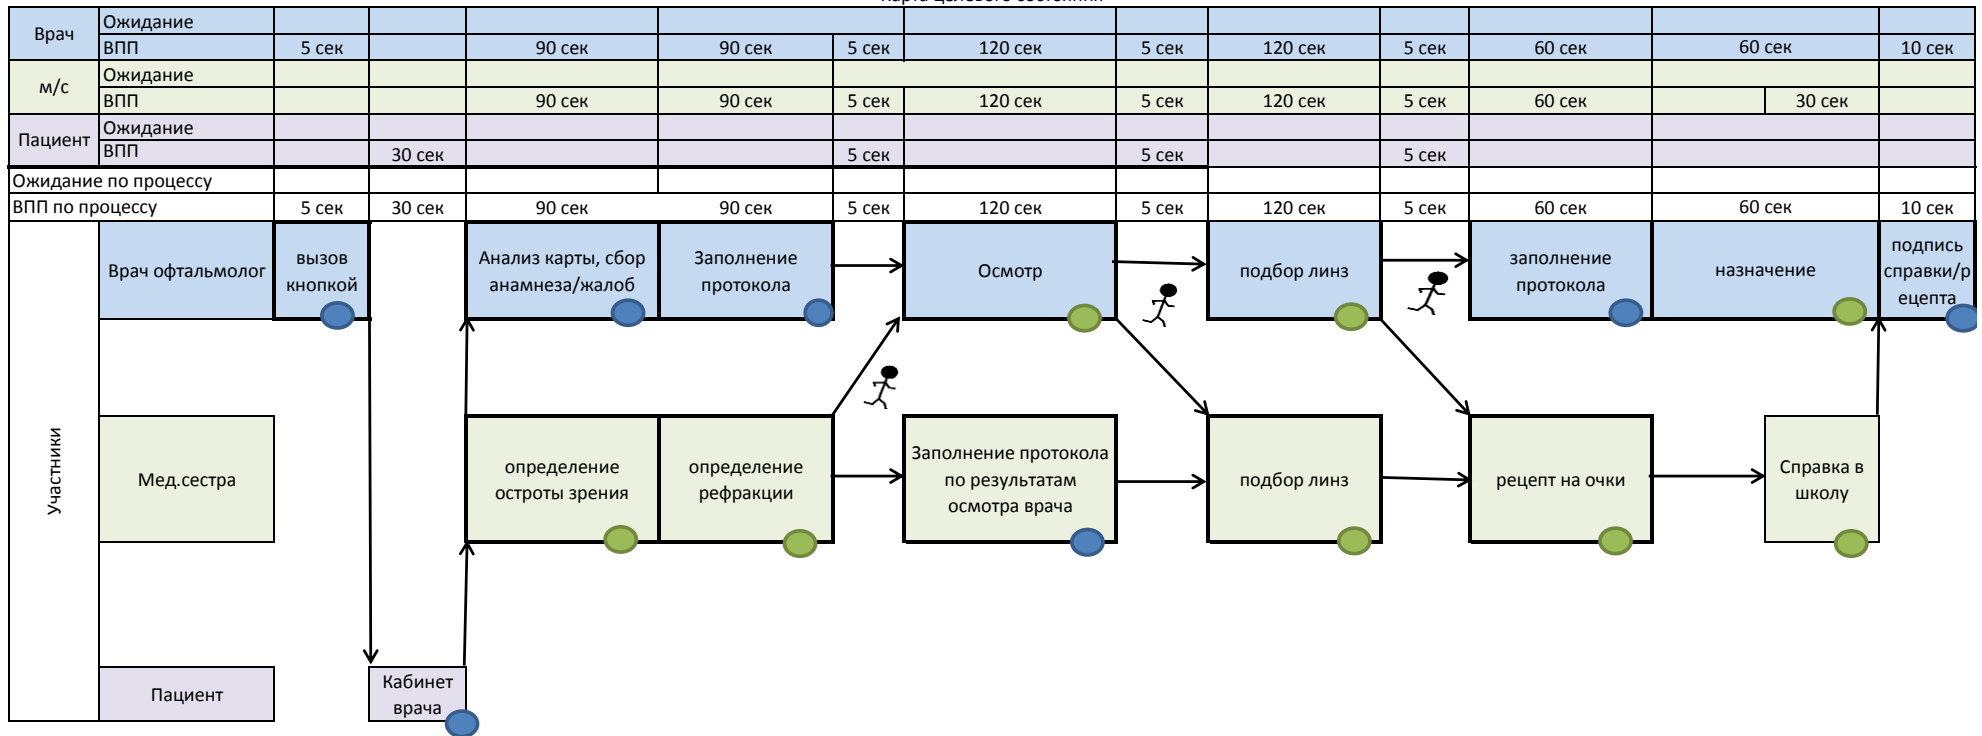 Карта целевого состояния
Врач
Ожидание
ВПП 5 сек 90 сек 90 сек 5 сек 120 сек 5 сек 120 сек 5 сек 60 сек 60 сек 10 сек
м/с
Ожидание
ВПП 90 сек 90 сек 5 сек 120 сек 5 сек 120 сек 5 сек 60 сек 30 сек
Пациент
Ожидание
ВПП 30 сек 5 сек 5 сек 5 сек
Ожидание по процессу
ВПП по процессу 5 сек 30 сек 90 сек 90 сек 5 сек 120 сек 5 сек 120 сек 5 сек 60 сек 60 сек 10 сек
Участники
Врач офтальмолог
вызов
кнопкой
Анализ карты, сбор
анамнеза/жалоб
Заполнение
протокола
Осмотр
подбор линз
заполнение
протокола
назначение
подпись
справки/р
ецепта
Мед.сестра
определение
остроты зрения
определение
рефракции
Заполнение протокола
по результатам
осмотра врача
подбор линз
рецепт на очки
Справка в
школу
Пациент
Кабинет
врача